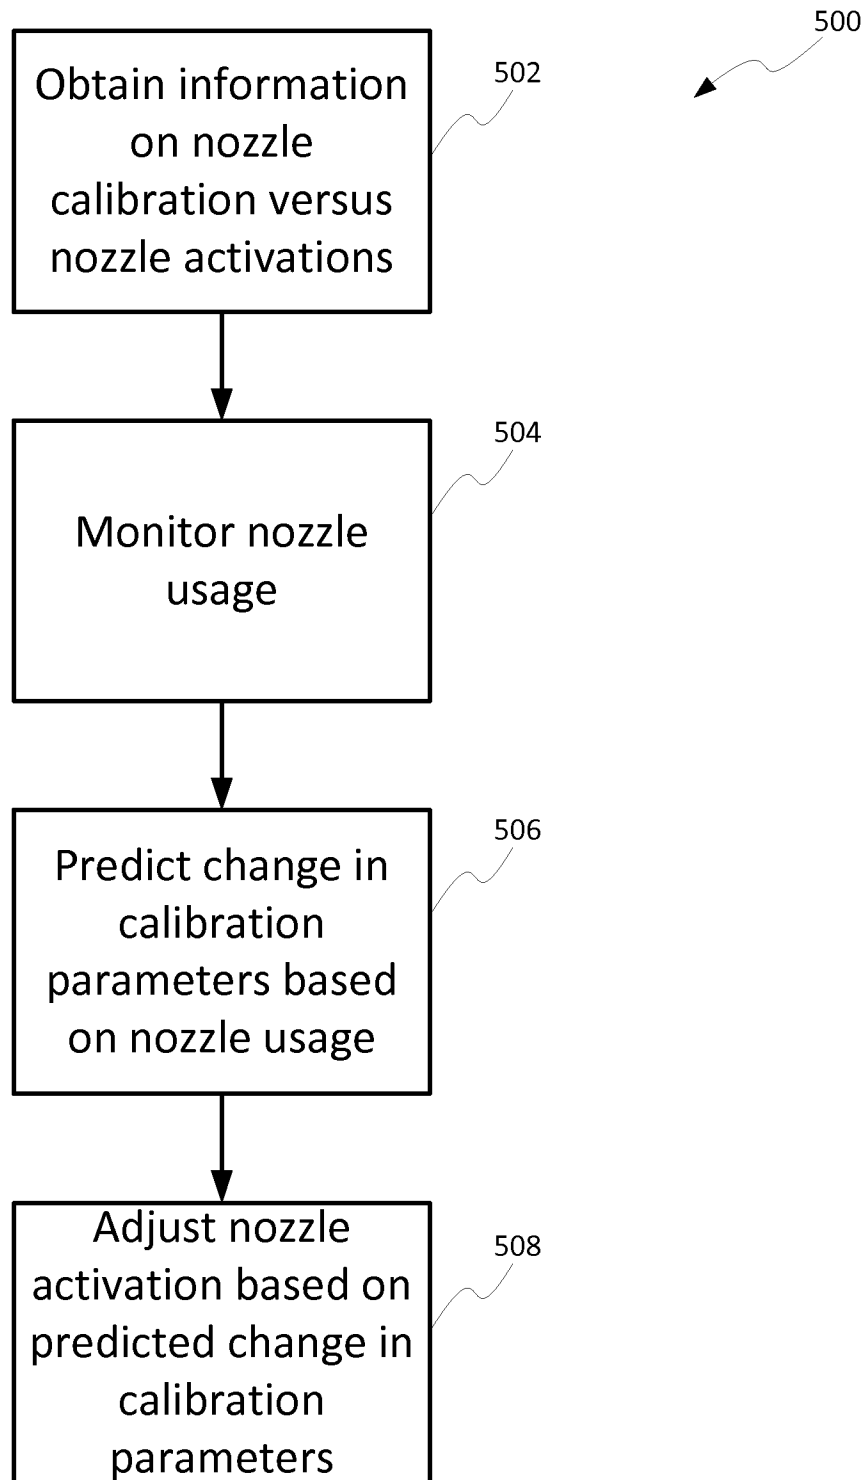 500
Obtain information
on nozzle
calibration versus
nozzle activations
502
Monitor nozzle
usage
504
Predict change in
calibration
parameters based
on nozzle usage
506
Adjust nozzle
activation based on
predicted change in
calibration
parameters
508